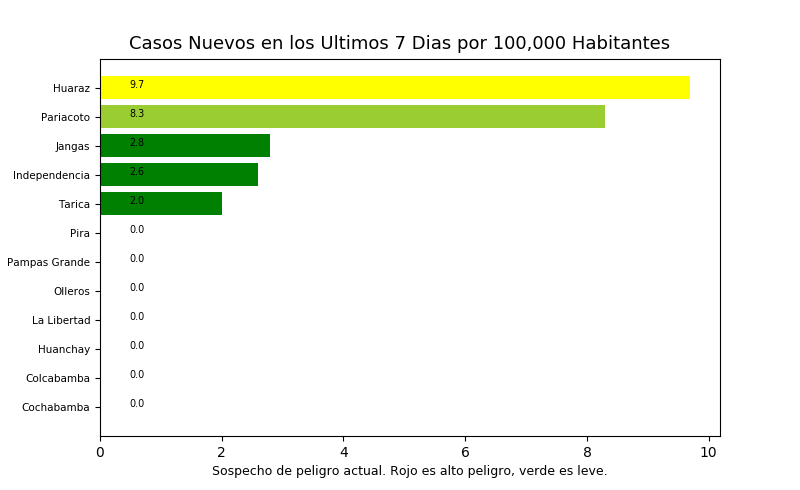 Casos Nuevos en los Ultimos 7 Dias por 100,000 Habitantes
Huaraz 9.7
Pariacoto 8.3
Jangas 2.8
Independencia 2.6
Tarica 2.0
Pira 0.0
Pampas Grande 0.0
Olleros 0.0
La Libertad 0.0
Huanchay 0.0
Colcabamba 0.0
Cochabamba 0.0
0 2 4 6 8 10
Sospecho de peligro actual. Rojo es alto peligro, verde es leve.